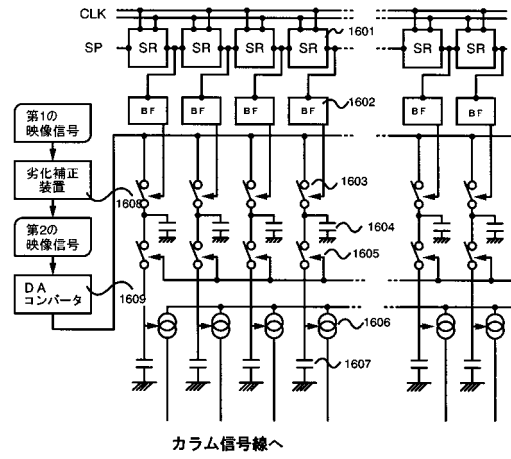 CLK
SP
SR SR SR SR SR SR
1601
BF BF BF BF BF BF
1602
第1の
映像信号
劣化補正
装置
1608
第2の
映像信号
DA
コンバータ
1609
1603
1604
1605
1606
1607
カラム信号線へ